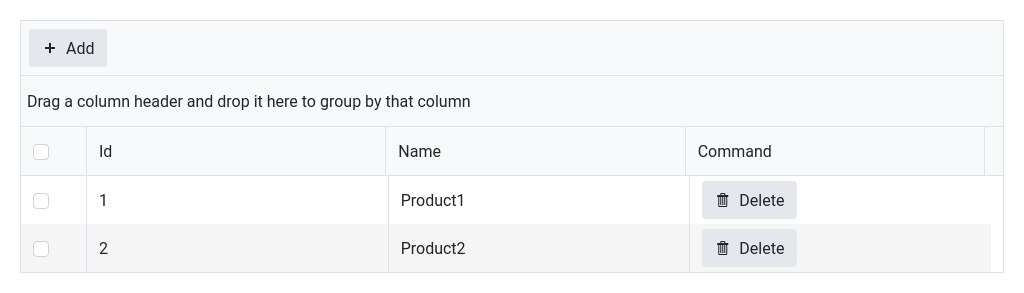 Add
Drag a column header and drop it here to group by that column
Id Name Command
1 Product1 Delete
2 Product2 Delete